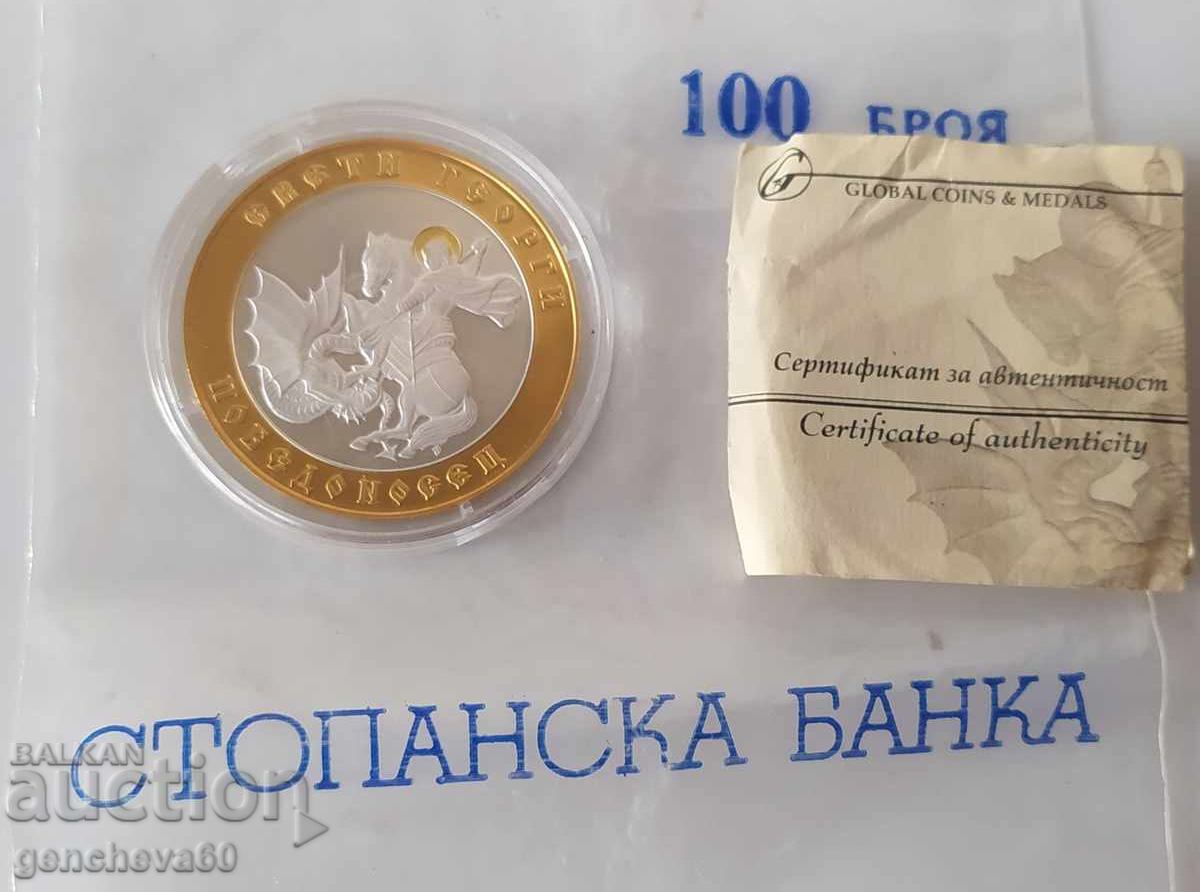 100 БРОЯ
СВЕТИ ГЕОРГИ
ПОБЕДОНОСЕЦ
GLOBAL COINS & MEDALS
Сертификат за автентичност
Certificate of authenticity
СТОПАНСКА БАНКА
BALKAN
auction
gencheva60